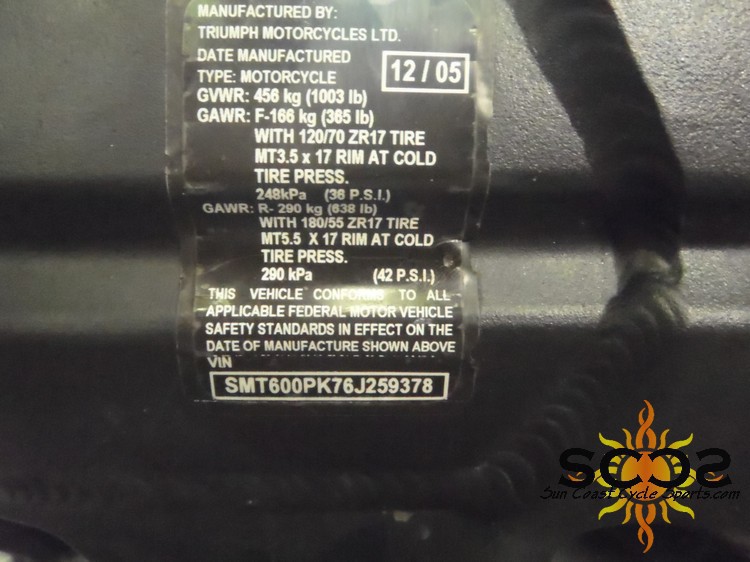 MANUFACTURED BY:
TRIUMPH MOTORCYCLES LTD.
DATE MANUFACTURED 12 / 05
TYPE: MOTORCYCLE
GVWR: 456 kg (1003 lb)
GAWR: F-166 kg (365 lb)
WITH 120/70 ZR17 TIRE
MT3.5 x 17 RIM AT COLD
TIRE PRESS.
248kPa (36 P.S.I.)
GAWR: R- 290 kg (638 lb)
WITH 180/55 ZR17 TIRE
MT5.5 X 17 RIM AT COLD
TIRE PRESS.
290 kPa (42 P.S.I.)
THIS VEHICLE CONFORMS TO ALL
APPLICABLE FEDERAL MOTOR VEHICLE
SAFETY STANDARDS IN EFFECT ON THE
DATE OF MANUFACTURE SHOWN ABOVE
VIN
SMT600PK76J259378
SCCS
Sun Coast Cycle Sports.com